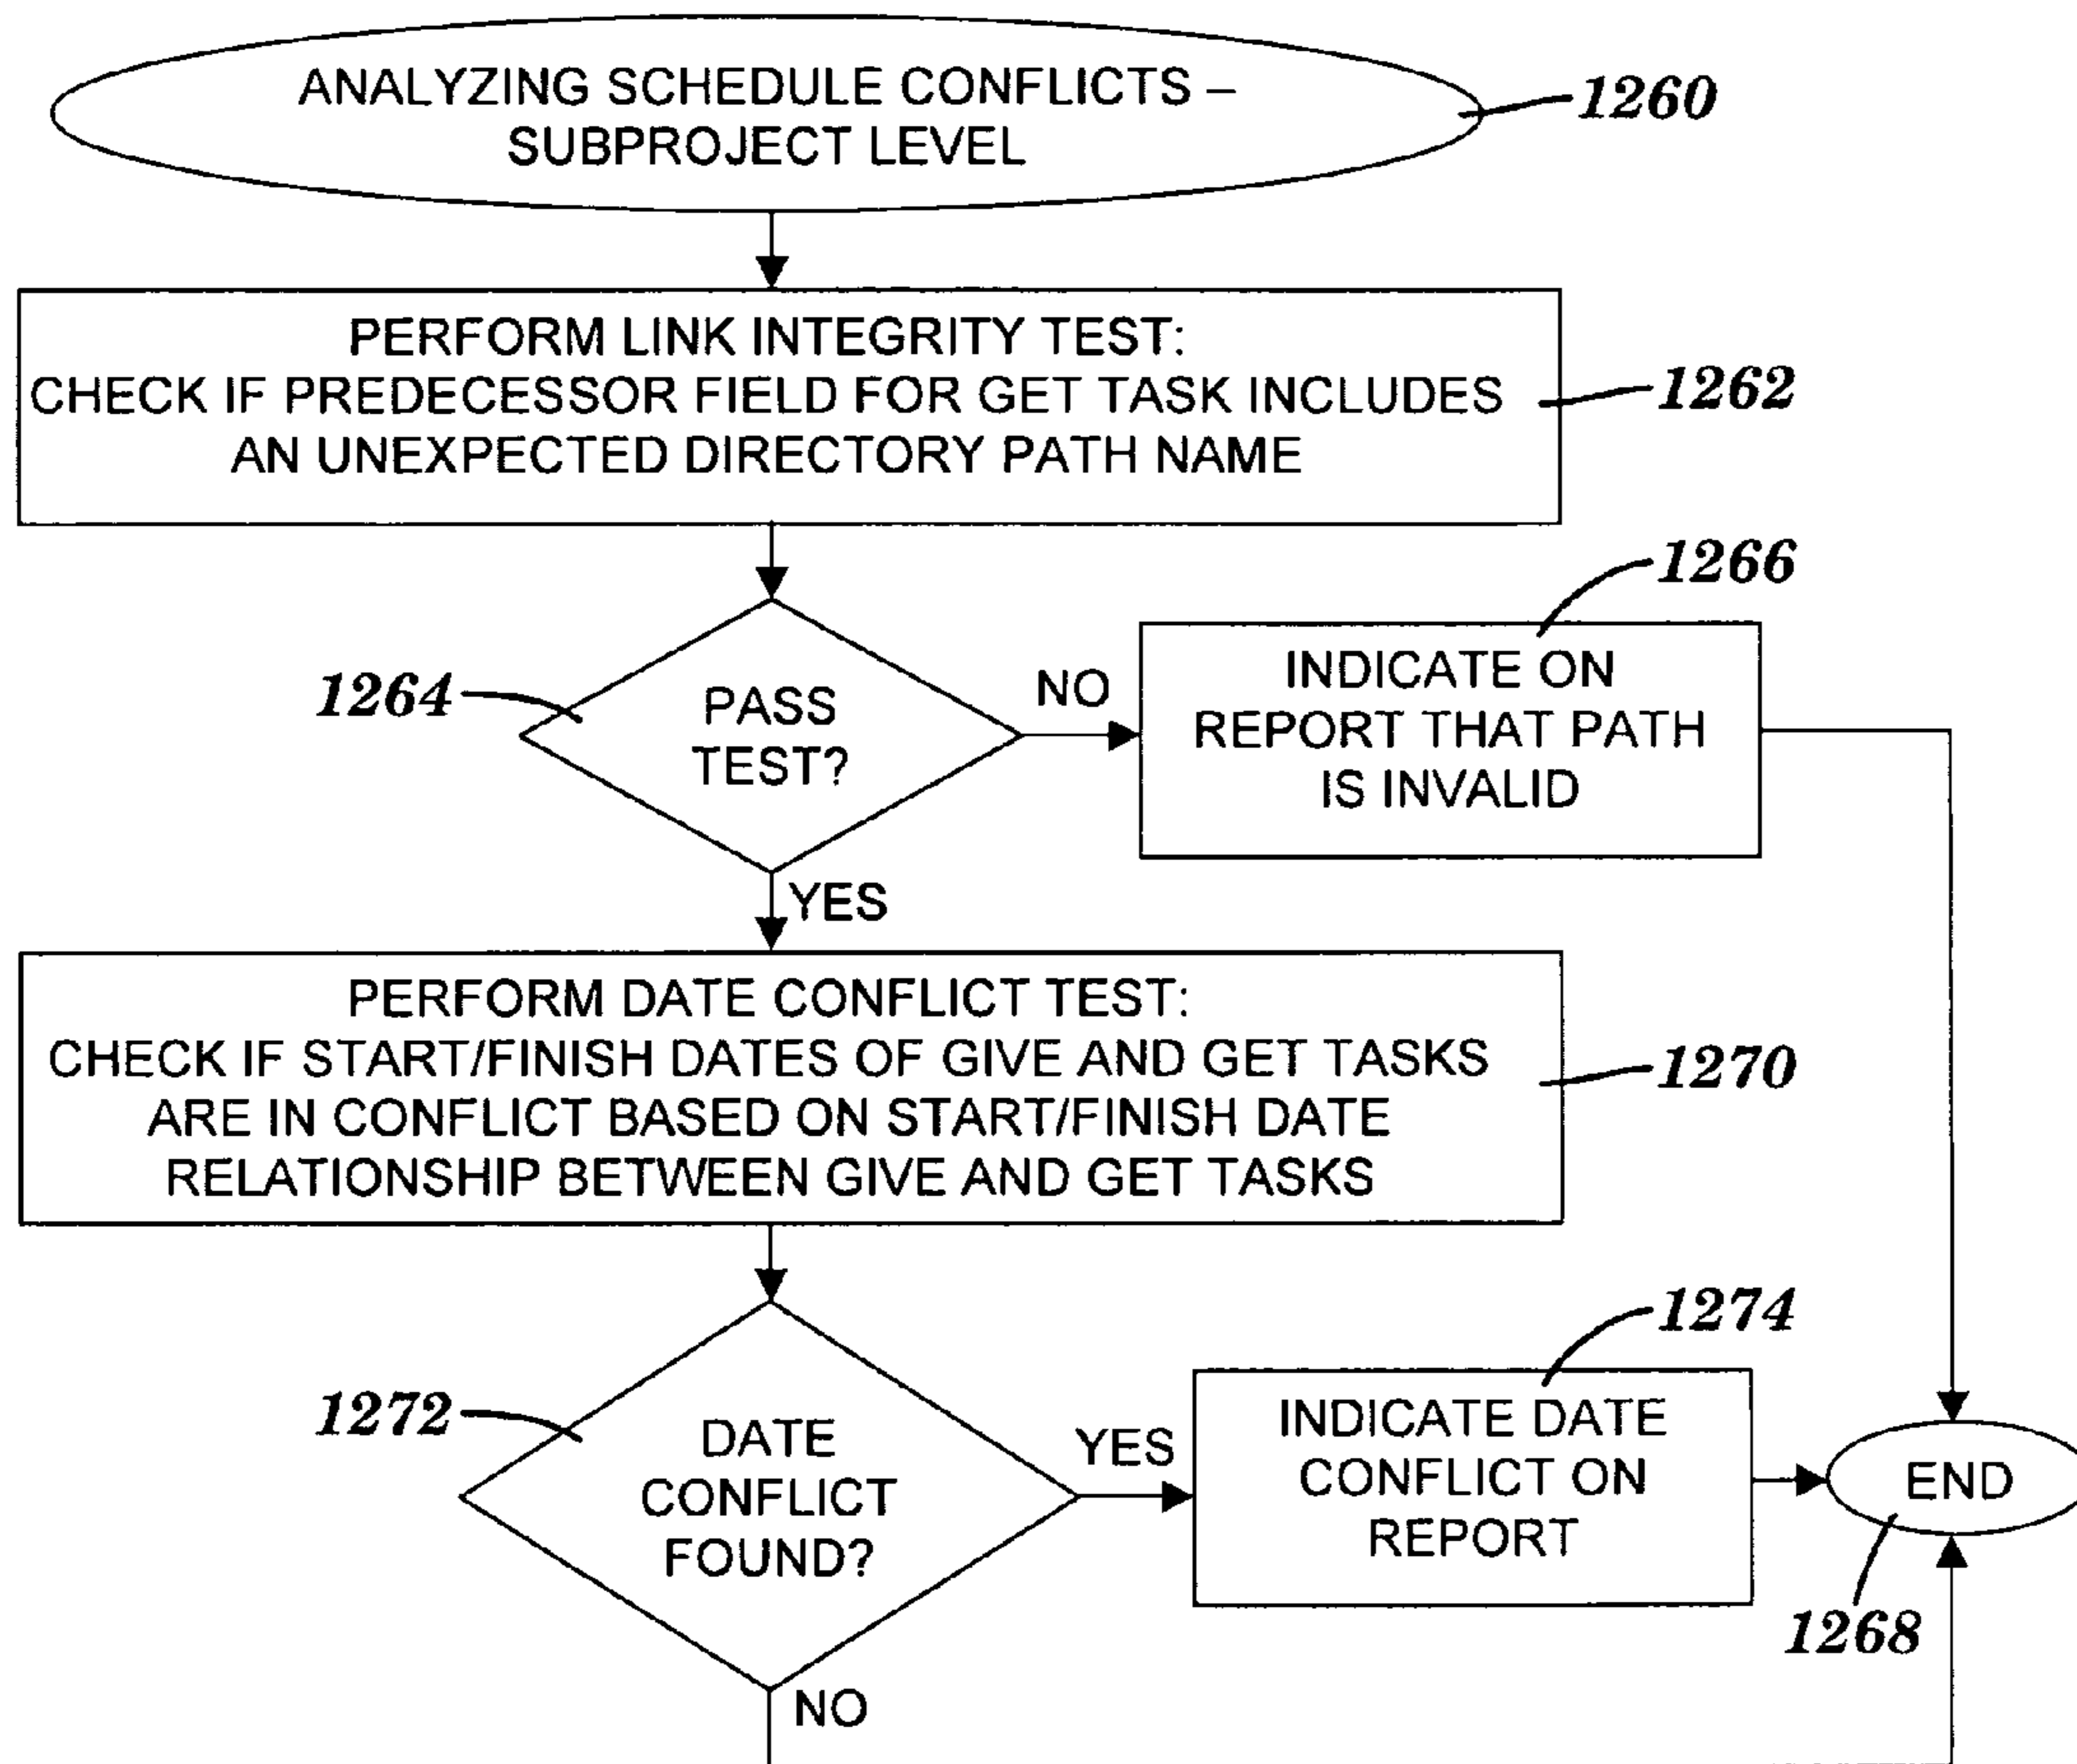 ANALYZING SCHEDULE CONFLICTS –
SUBPROJECT LEVEL
1260
PERFORM LINK INTEGRITY TEST:
CHECK IF PREDECESSOR FIELD FOR GET TASK INCLUDES
AN UNEXPECTED DIRECTORY PATH NAME
1262
1264
PASS
TEST?
NO
1266
INDICATE ON
REPORT THAT PATH
IS INVALID
YES
PERFORM DATE CONFLICT TEST:
CHECK IF START/FINISH DATES OF GIVE AND GET TASKS
ARE IN CONFLICT BASED ON START/FINISH DATE
RELATIONSHIP BETWEEN GIVE AND GET TASKS
1270
1272
DATE
CONFLICT
FOUND?
YES
1274
INDICATE DATE
CONFLICT ON
REPORT
END
1268
NO